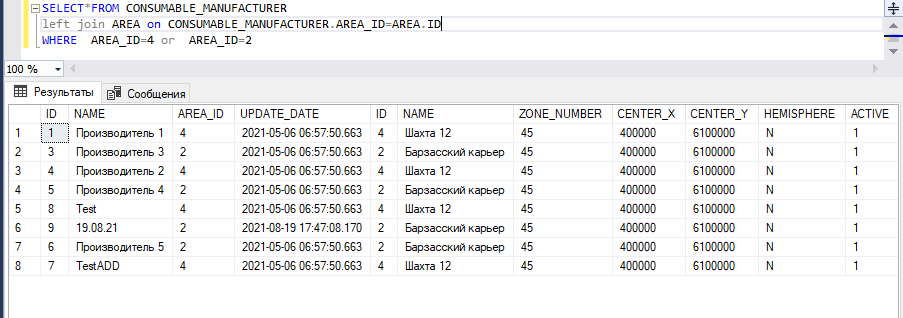 SELECT*FROM CONSUMABLE_MANUFACTURER
left join AREA on CONSUMABLE_MANUFACTURER.AREA_ID=AREA.ID
WHERE  AREA_ID=4 or  AREA_ID=2
100 %
Результаты Сообщения
ID NAME AREA_ID UPDATE_DATE ID NAME ZONE_NUMBER CENTER_X CENTER_Y HEMISPHERE ACTIVE
1 1 Производитель 1 4 2021-05-06 06:57:50.663 4 Шахта 12 45 400000 6100000 N 1
2 3 Производитель 3 2 2021-05-06 06:57:50.663 2 Барзасский карьер 45 400000 6100000 N 1
3 4 Производитель 2 4 2021-05-06 06:57:50.663 4 Шахта 12 45 400000 6100000 N 1
4 5 Производитель 4 2 2021-05-06 06:57:50.663 2 Барзасский карьер 45 400000 6100000 N 1
5 8 Test 4 2021-05-06 06:57:50.663 4 Шахта 12 45 400000 6100000 N 1
6 9 19.08.21 2 2021-08-19 17:47:08.170 2 Барзасский карьер 45 400000 6100000 N 1
7 6 Производитель 5 2 2021-05-06 06:57:50.663 2 Барзасский карьер 45 400000 6100000 N 1
8 7 TestADD 4 2021-05-06 06:57:50.663 4 Шахта 12 45 400000 6100000 N 1